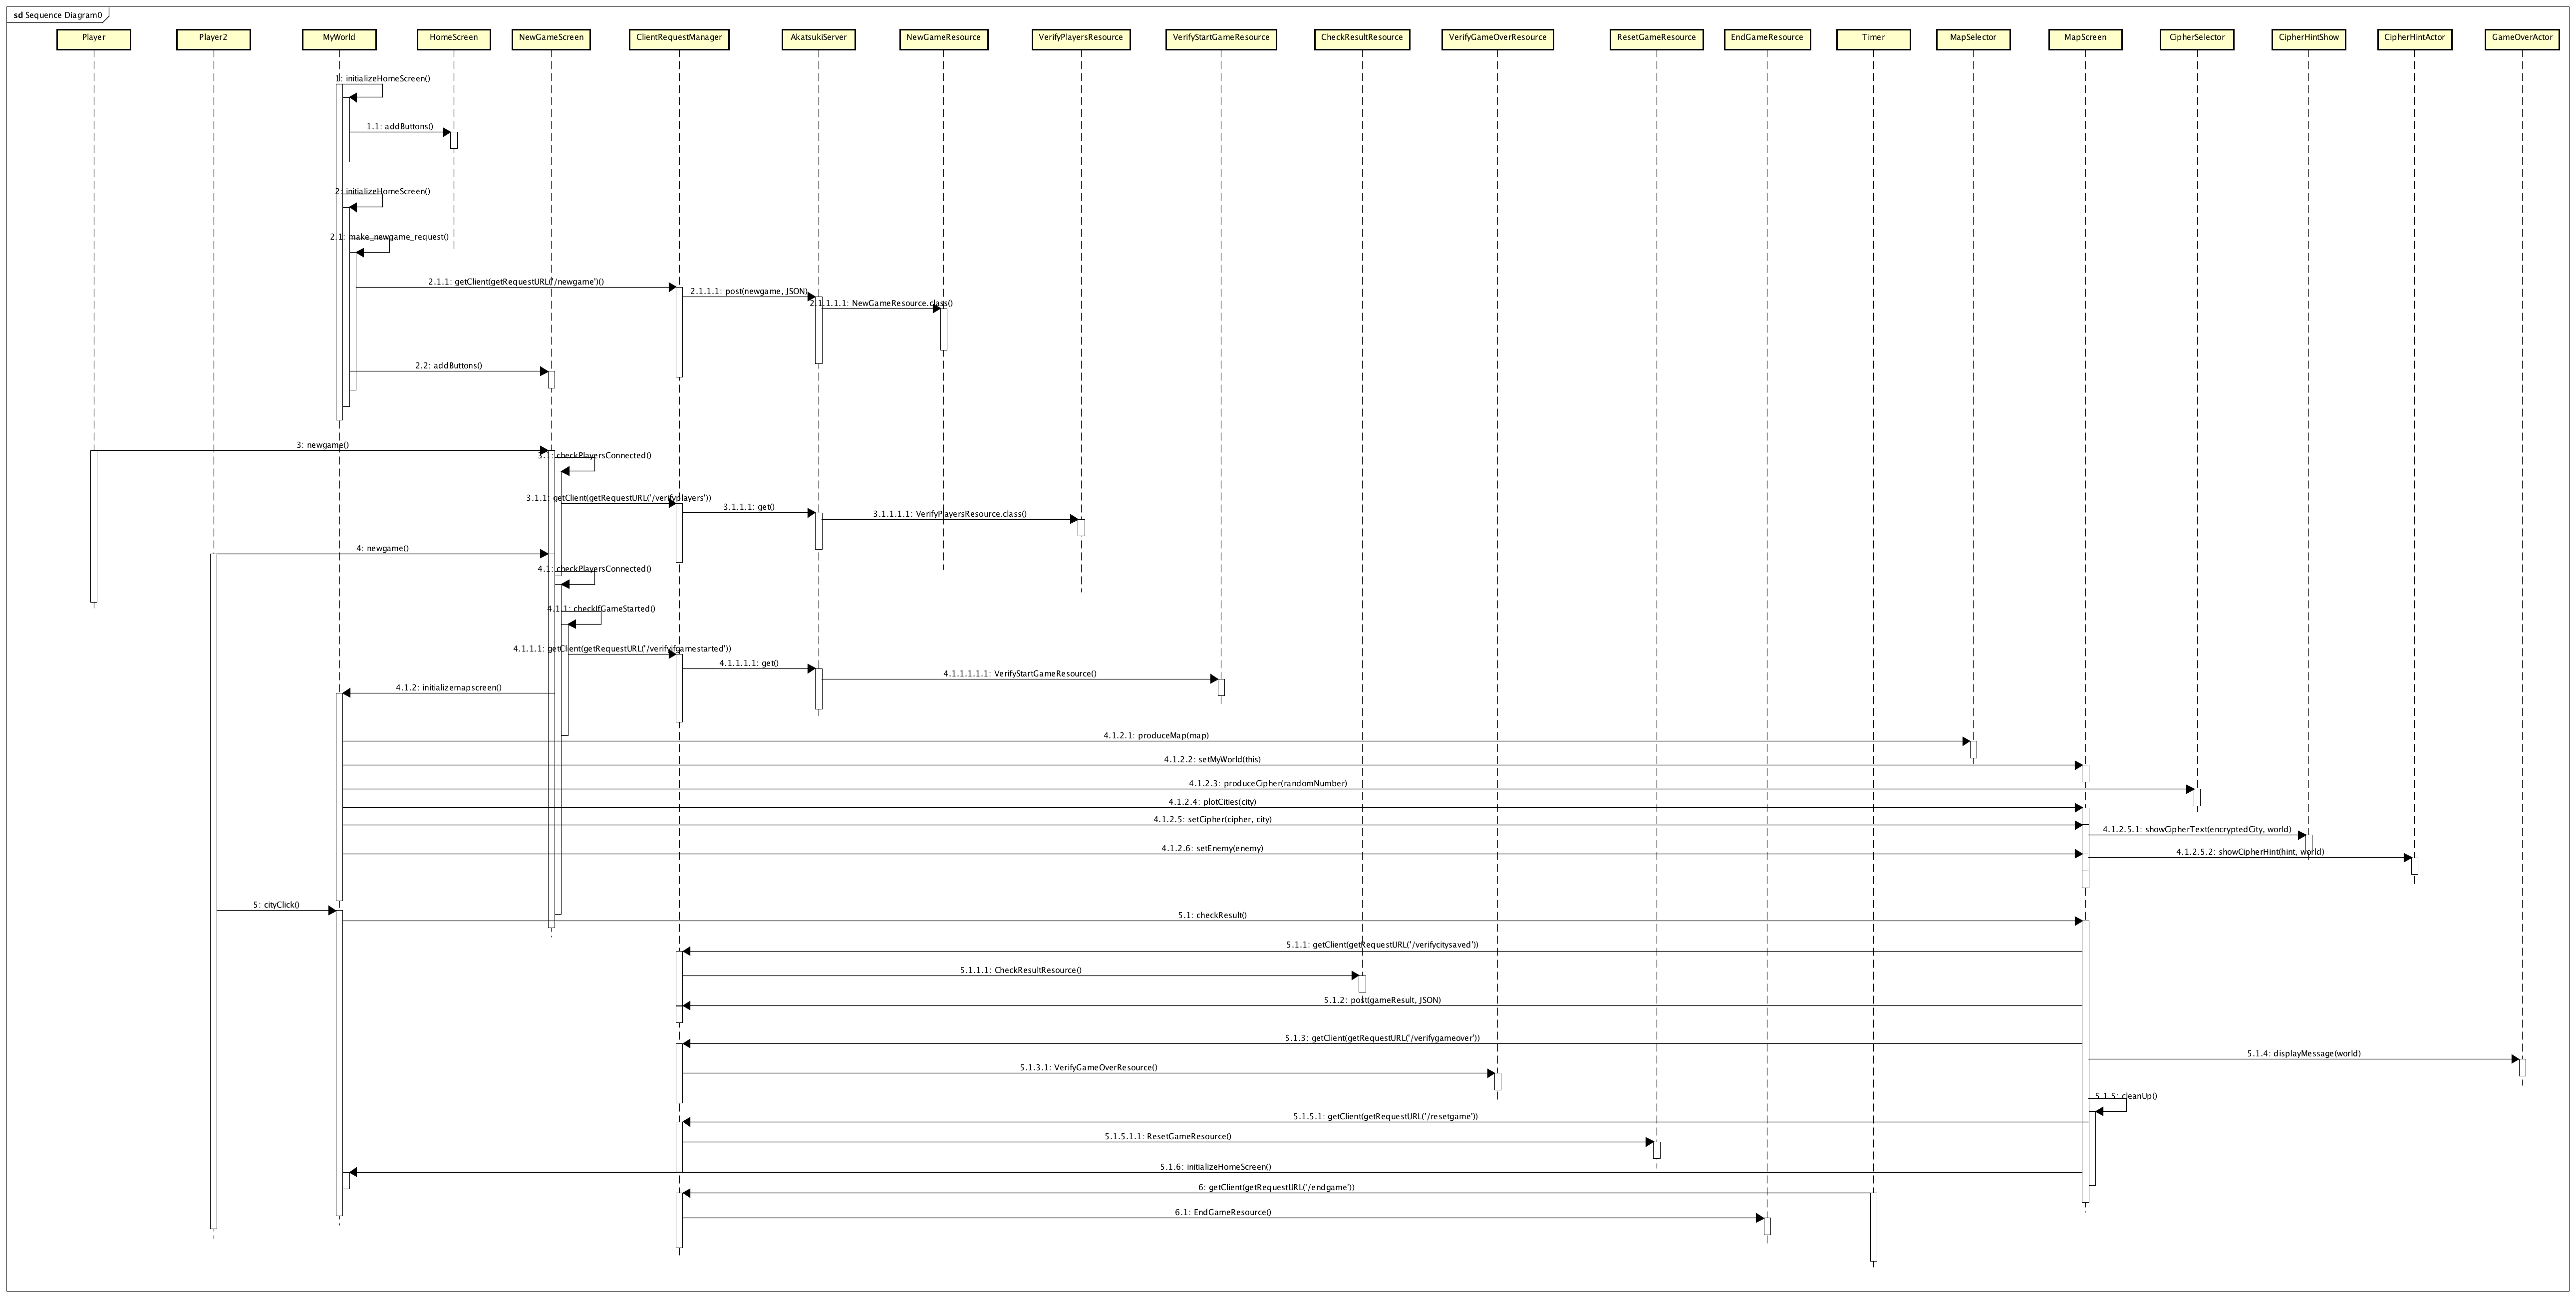 sd Sequence Diagram0
Player
Player2
MyWorld
HomeScreen
NewGameScreen
ClientRequestManager
AkatsukiServer
NewGameResource
VerifyPlayersResource
VerifyStartGameResource
CheckResultResource
VerifyGameOverResource
ResetGameResource
EndGameResource
Timer
MapSelector
MapScreen
CipherSelector
CipherHintShow
CipherHintActor
GameOverActor
1: initializeHomeScreen()
1.1: addButtons()
2: initializeHomeScreen()
2.1: make_newgame_request()
2.1.1: getClient(getRequestURL('/newgame')()
2.1.1.1: post(newgame, JSON)
2.1.1.1.1: NewGameResource.class()
2.2: addButtons()
3: newgame()
3.1: checkPlayersConnected()
3.1.1: getClient(getRequestURL('/verifyplayers'))
3.1.1.1: get()
3.1.1.1.1: VerifyPlayersResource.class()
4: newgame()
4.1: checkPlayersConnected()
4.1.1: checkIfGameStarted()
4.1.1.1: getClient(getRequestURL('/verifyifgamestarted'))
4.1.1.1.1: get()
4.1.1.1.1.1: VerifyStartGameResource()
4.1.2: initializemapscreen()
4.1.2.1: produceMap(map)
4.1.2.2: setMyWorld(this)
4.1.2.3: produceCipher(randomNumber)
4.1.2.4: plotCities(city)
4.1.2.5: setCipher(cipher, city)
4.1.2.5.1: showCipherText(encryptedCity, world)
4.1.2.6: setEnemy(enemy)
4.1.2.5.2: showCipherHint(hint, world)
5: cityClick()
5.1: checkResult()
5.1.1: getClient(getRequestURL('/verifycitysaved'))
5.1.1.1: CheckResultResource()
5.1.2: post(gameResult, JSON)
5.1.3: getClient(getRequestURL('/verifygameover'))
5.1.4: displayMessage(world)
5.1.3.1: VerifyGameOverResource()
5.1.5: cleanUp()
5.1.5.1: getClient(getRequestURL('/resetgame'))
5.1.5.1.1: ResetGameResource()
5.1.6: initializeHomeScreen()
6: getClient(getRequestURL('/endgame'))
6.1: EndGameResource()